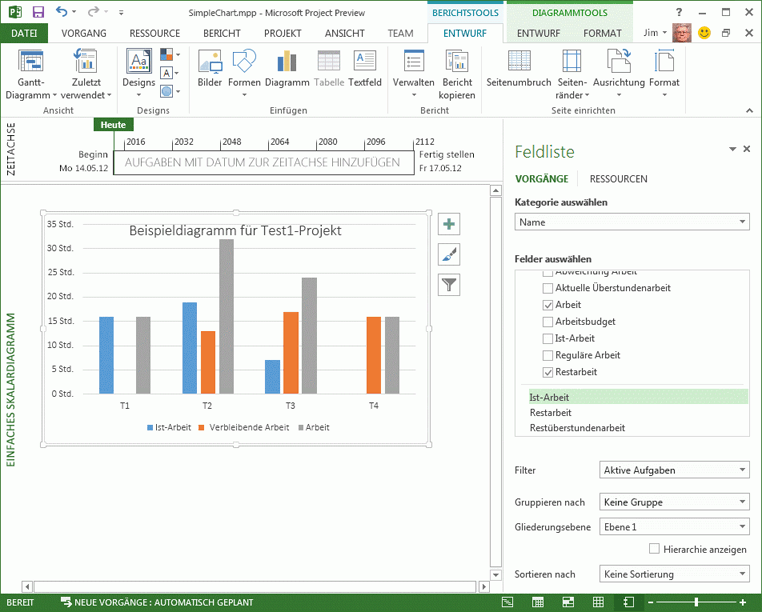 SimpleChart.mpp - Microsoft Project Preview
BERICHTSTOOLS
DIAGRAMMTOOLS
DATEI VORGANG RESSOURCE BERICHT PROJEKT ANSICHT TEAM ENTWURF ENTWURF FORMAT Jim
Gantt-Diagramm
Zuletzt verwendet
Designs
Bilder
Formen
Diagramm
Tabelle
Textfeld
Verwalten
Bericht kopieren
Seitenumbruch
Seiten-ränder
Ausrichtung
Format
Ansicht Designs Einfügen Bericht Seite einrichten
ZEITACHSE
Heute
2016 2032 2048 2064 2080 2096 2112
Beginn
Mo 14.05.12
AUFGABEN MIT DATUM ZUR ZEITACHSE HINZUFÜGEN
Fertig stellen
Fr 17.05.12
EINFACHES SKALARDIAGRAMM
Beispieldiagramm für Test1-Projekt
35 Std.
30 Std.
25 Std.
20 Std.
15 Std.
10 Std.
5 Std.
0 Std.
T1 T2 T3 T4
Ist-Arbeit Verbleibende Arbeit Arbeit
Feldliste
VORGÄNGE RESSOURCEN
Kategorie auswählen
Name
Felder auswählen
Abweichung Arbeit
Aktuelle Überstundenarbeit
Arbeit
Arbeitsbudget
Ist-Arbeit
Reguläre Arbeit
Restarbeit
Ist-Arbeit
Restarbeit
Restüberstundenarbeit
Filter Aktive Aufgaben
Gruppieren nach Keine Gruppe
Gliederungsebene Ebene 1
Hierarchie anzeigen
Sortieren nach Keine Sortierung
BEREIT NEUE VORGÄNGE : AUTOMATISCH GEPLANT